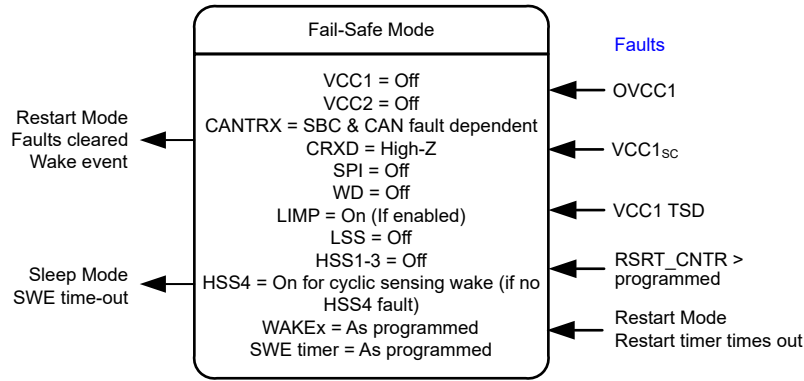 Fail-Safe Mode
VCC1 = Off
VCC2 = Off
CANTRX = SBC & CAN fault dependent
CRXD = High-Z
SPI = Off
WD = Off
LIMP = On (If enabled)
LSS = Off
HSS1-3 = Off
HSS4 = On for cyclic sensing wake (if no
HSS4 fault)
WAKEx = As programmed
SWE timer = As programmed
Restart Mode
Faults cleared
Wake event
Sleep Mode
SWE time-out
Faults
OVCC1
VCC1SC
VCC1 TSD
RSRT_CNTR >
programmed
Restart Mode
Restart timer times out